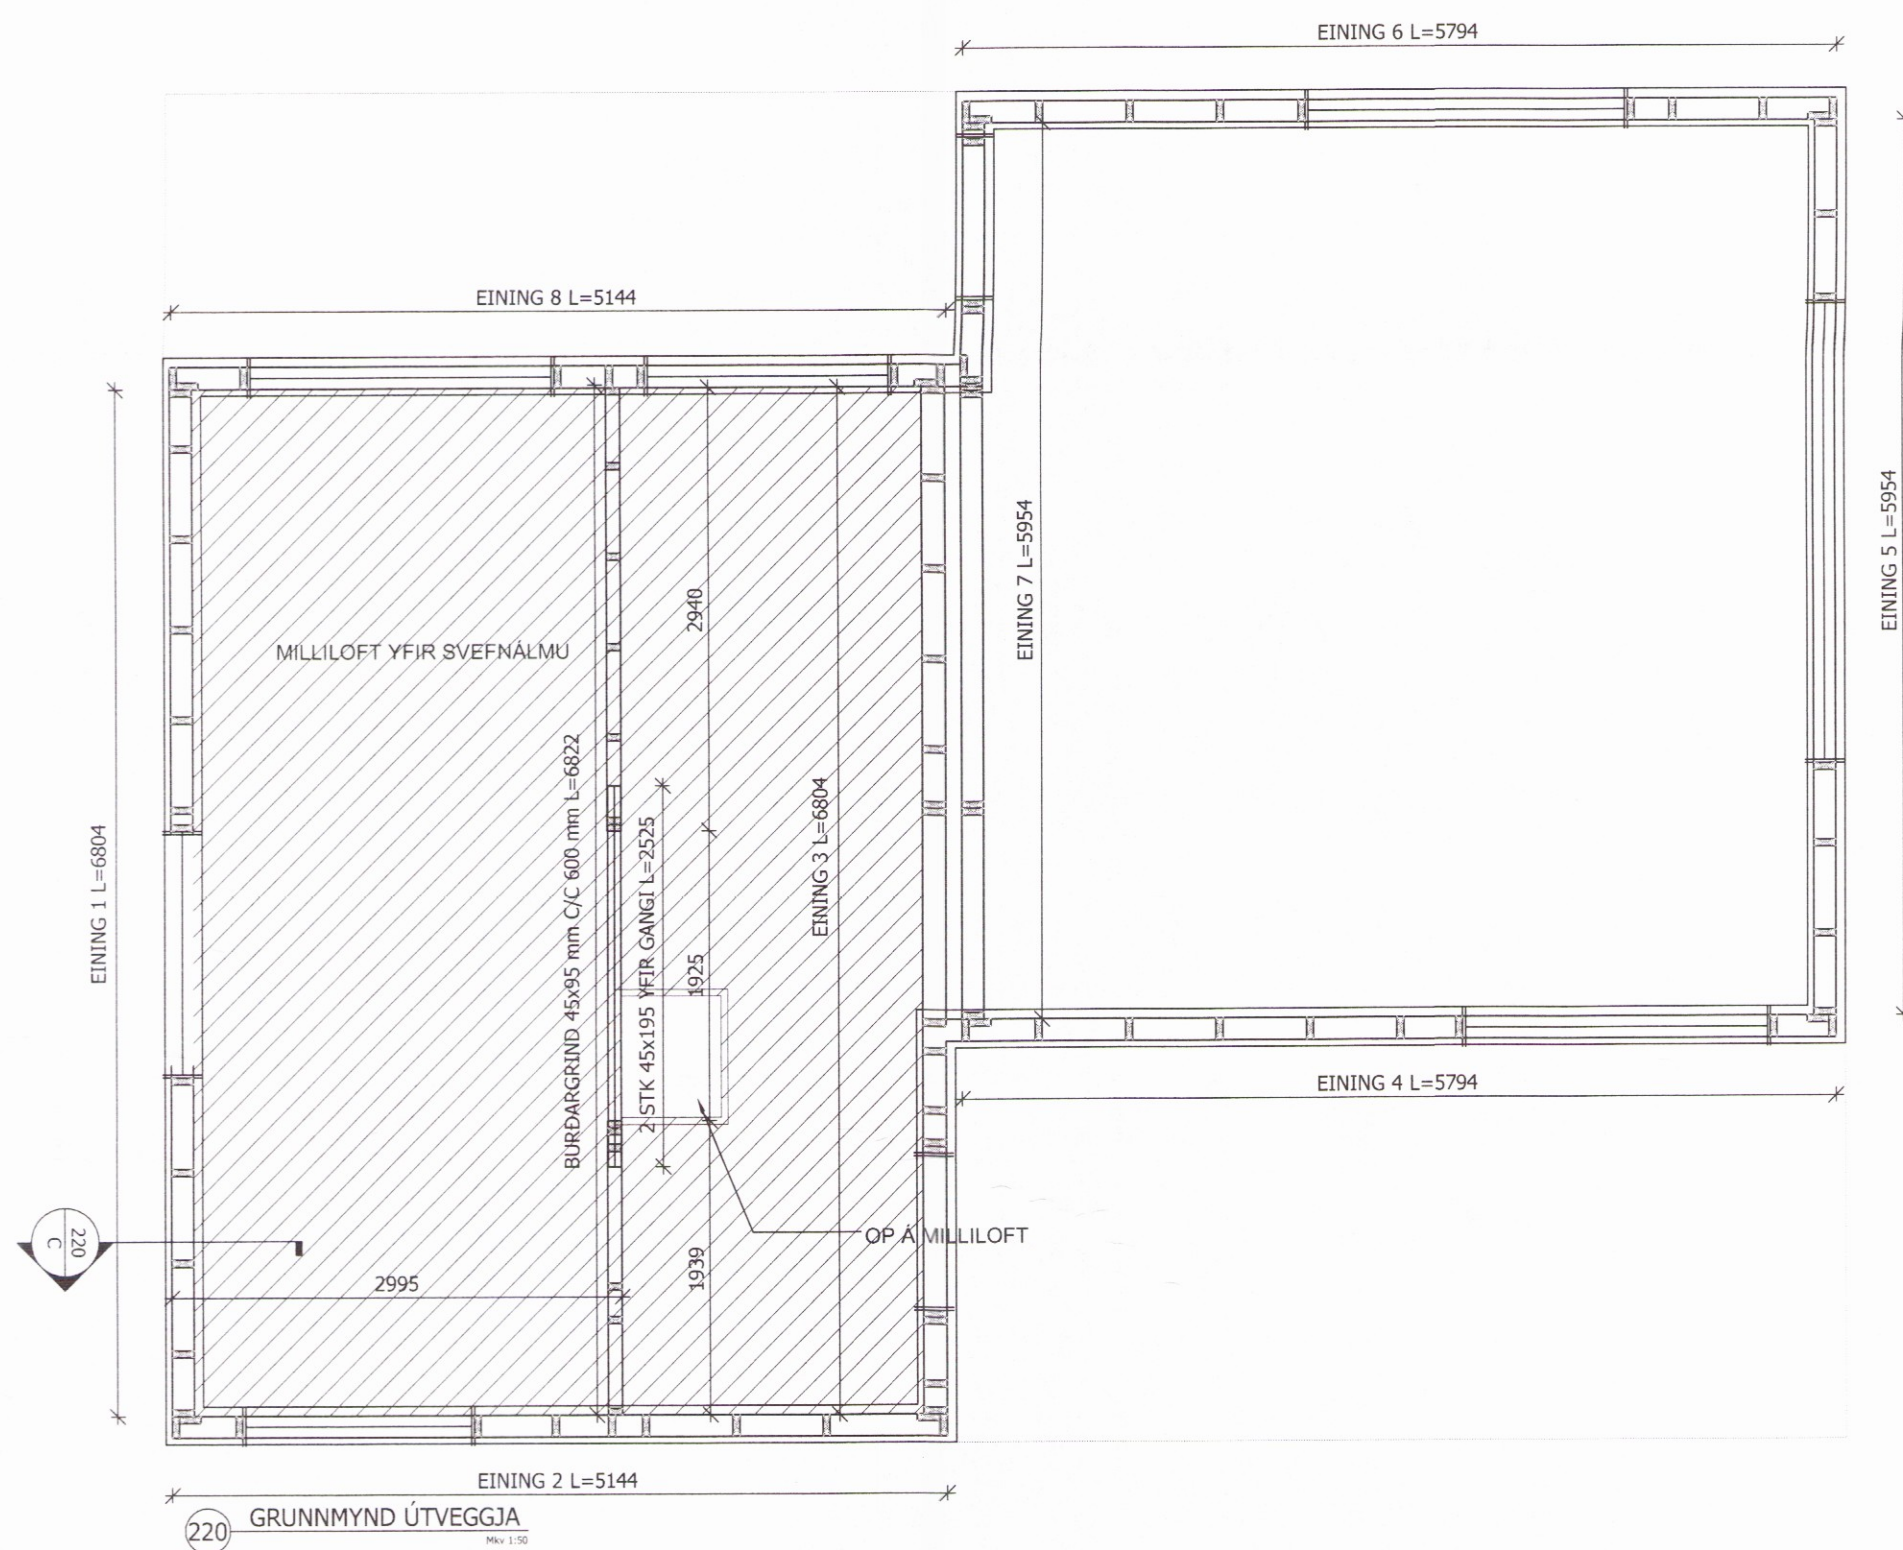 EINING 6 L=5794
EINING 8 L=5144
EINING 7 L=5954
EINING 5 L=5954
2940
MILLILOFT YFIR SVEFNÁLMU
BURÐARGRIND 45x95 mm C/C 600 mm L=6822
2 STK 45x195 YFIR GANGI L=2525
EINING 3 L=6804
EINING 1 L=6804
1925
EINING 4 L=5794
OP Á MILLILOFT
220
C
1939
2995
EINING 2 L=5144
220
GRUNNMYND ÚTVEGGJA
Mkv 1:50